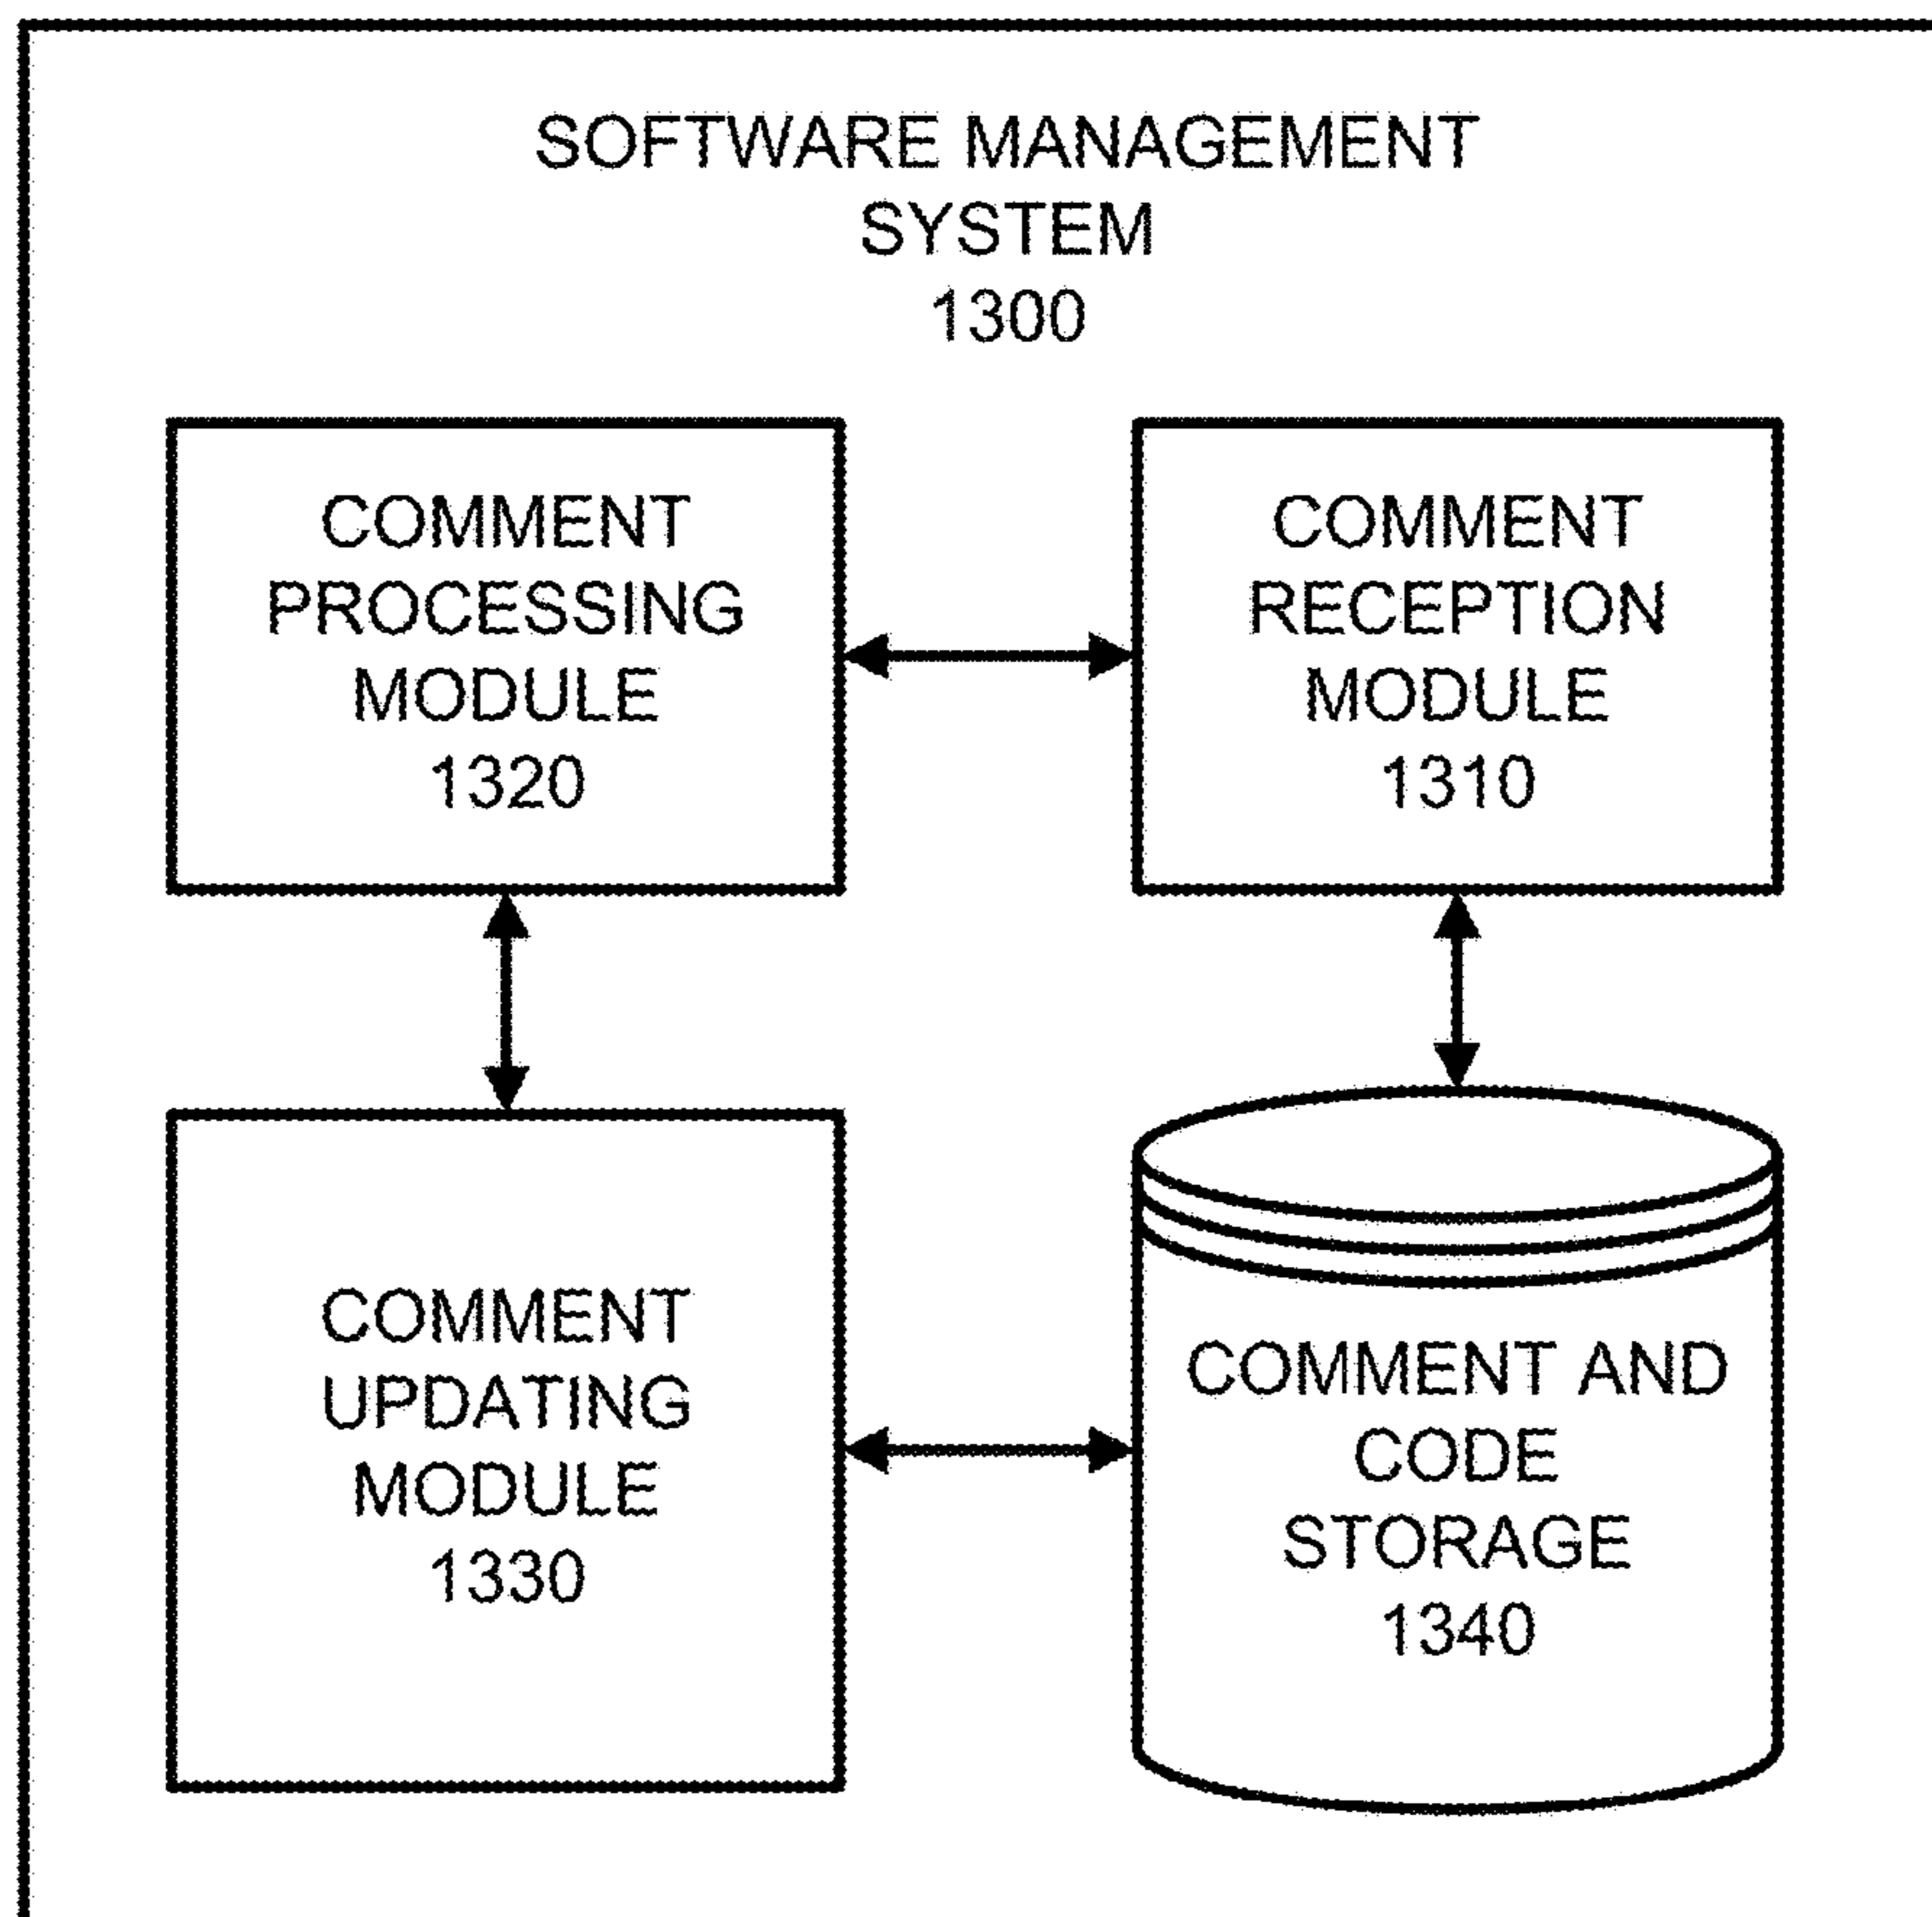 SOFTWARE MANAGEMENT
SYSTEM
1300
COMMENT
PROCESSING
MODULE
1320
COMMENT
RECEPTION
MODULE
1310
COMMENT
UPDATING
MODULE
1330
COMMENT AND
CODE
STORAGE
1340